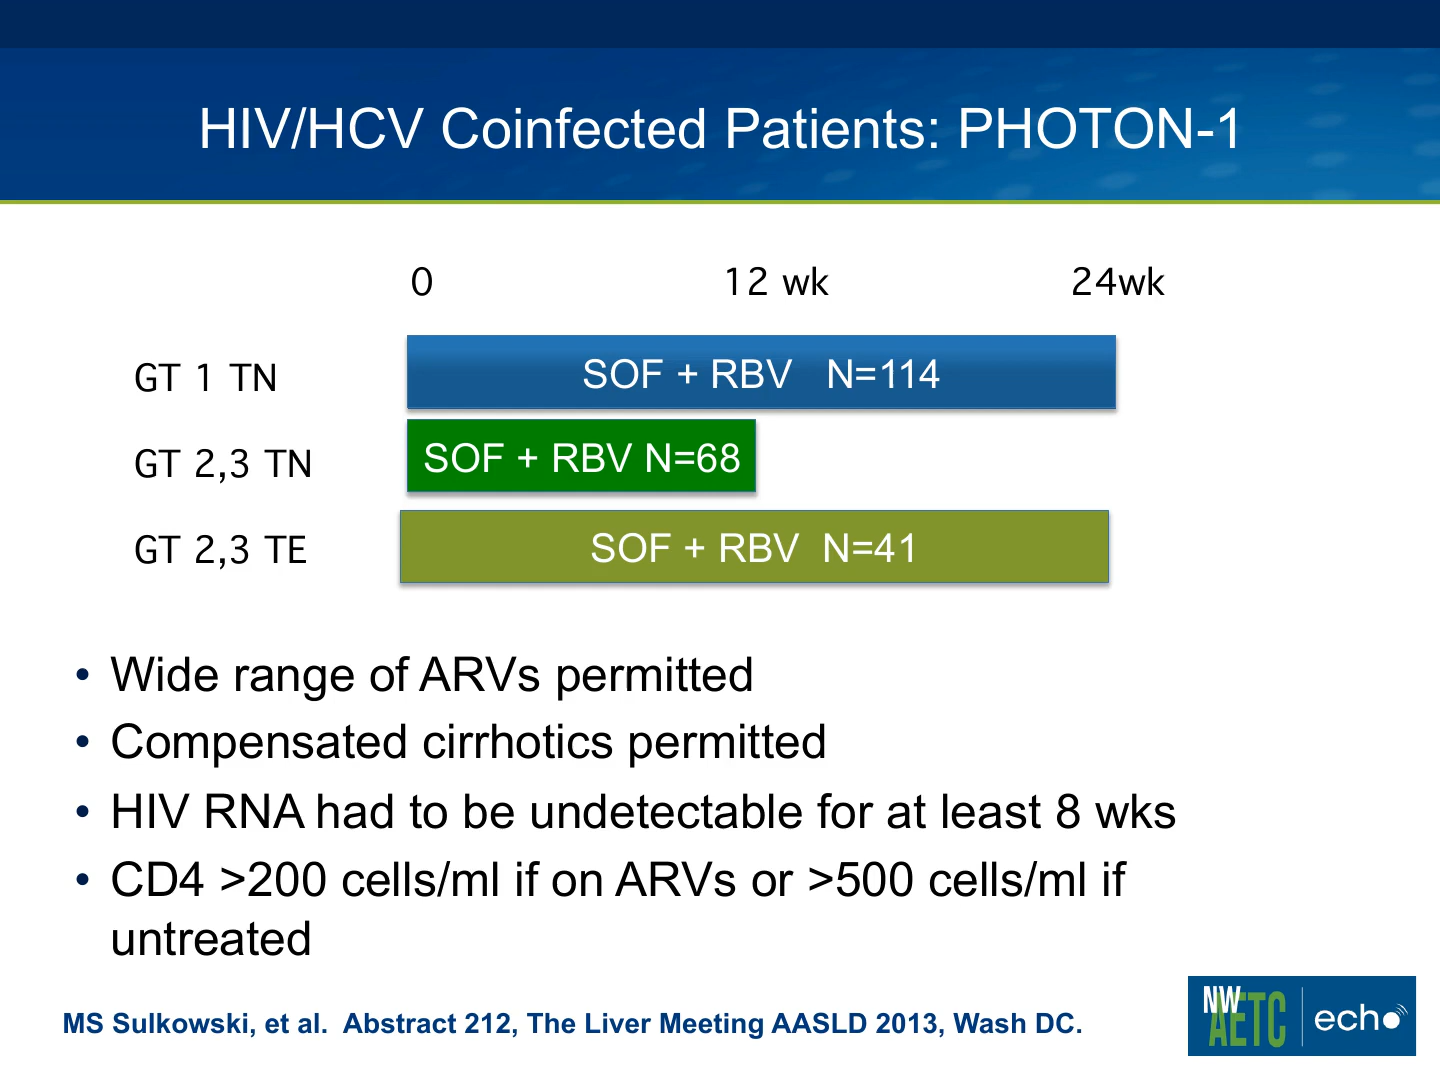 HIV/HCV Coinfected Patients: PHOTON-1
0 12 wk 24wk
GT 1 TN SOF + RBV N=114
GT 2,3 TN SOF + RBV N=68
GT 2,3 TE SOF + RBV N=41
• Wide range of ARVs permitted
• Compensated cirrhotics permitted
• HIV RNA had to be undetectable for at least 8 wks
• CD4 >200 cells/ml if on ARVs or >500 cells/ml if
untreated
MS Sulkowski, et al. Abstract 212, The Liver Meeting AASLD 2013, Wash DC.
NW
AETC echo